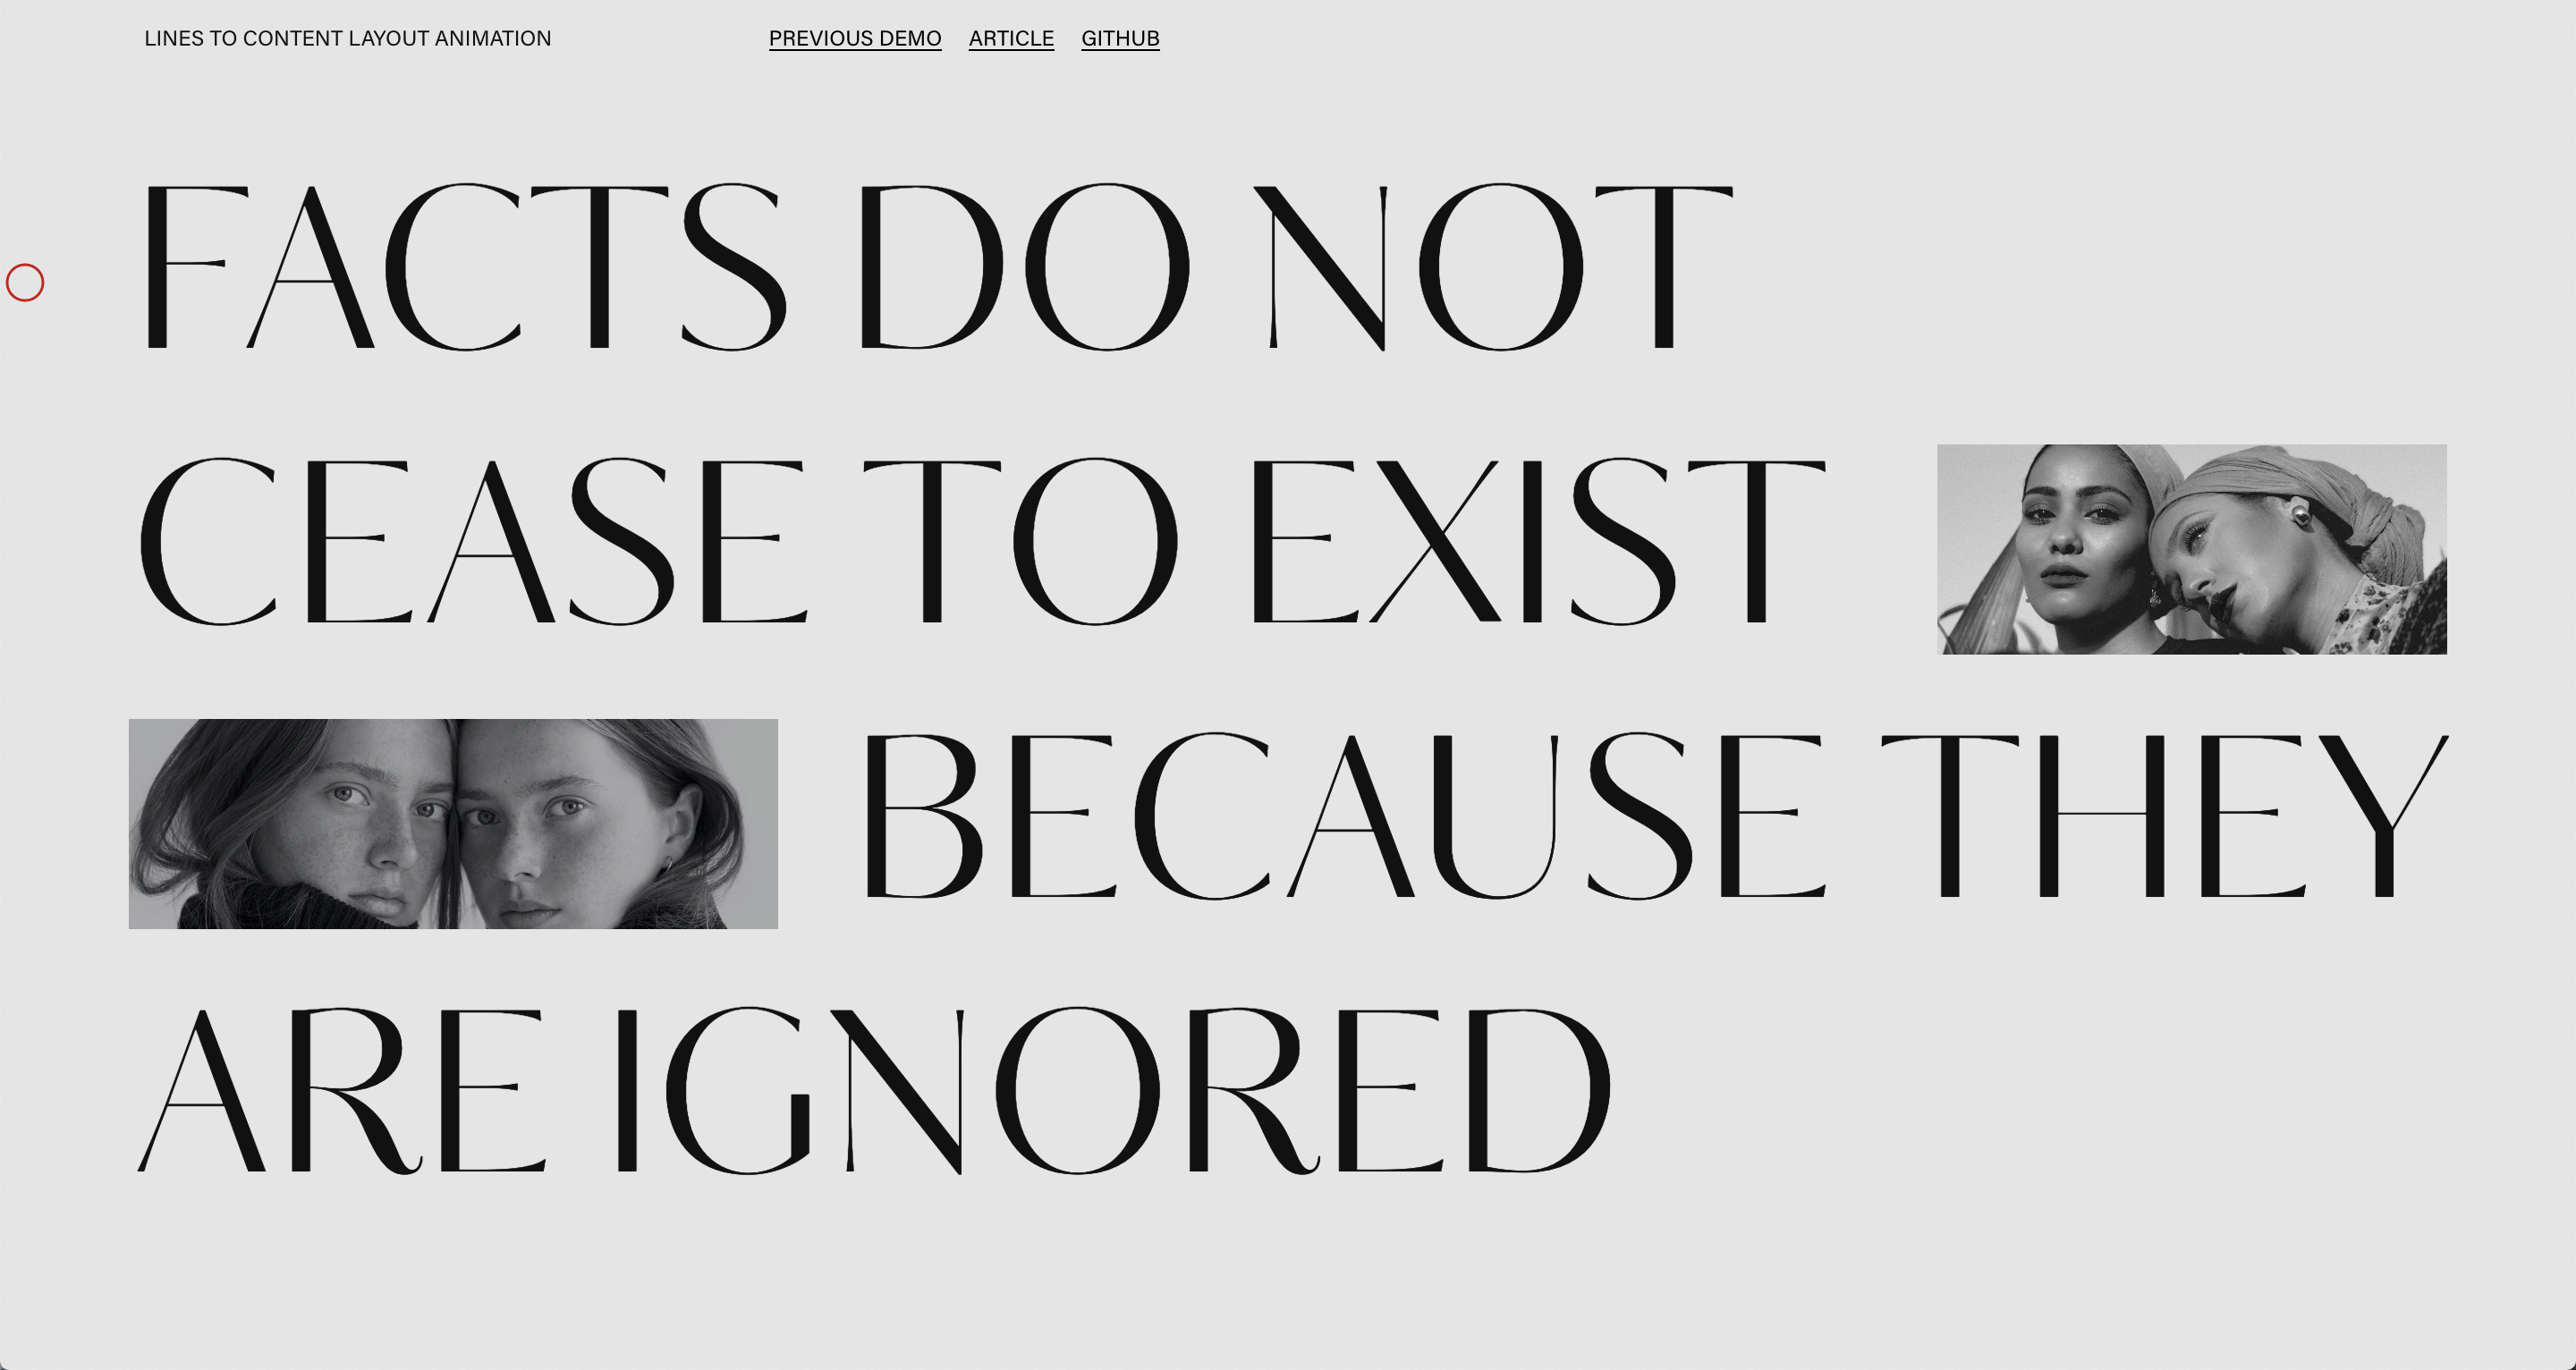 LINES TO CONTENT LAYOUT ANIMATION
PREVIOUS DEMO ARTICLE GITHUB
FACTS DO NOT
CEASE TO EXIST
BECAUSE THEY
ARE IGNORED